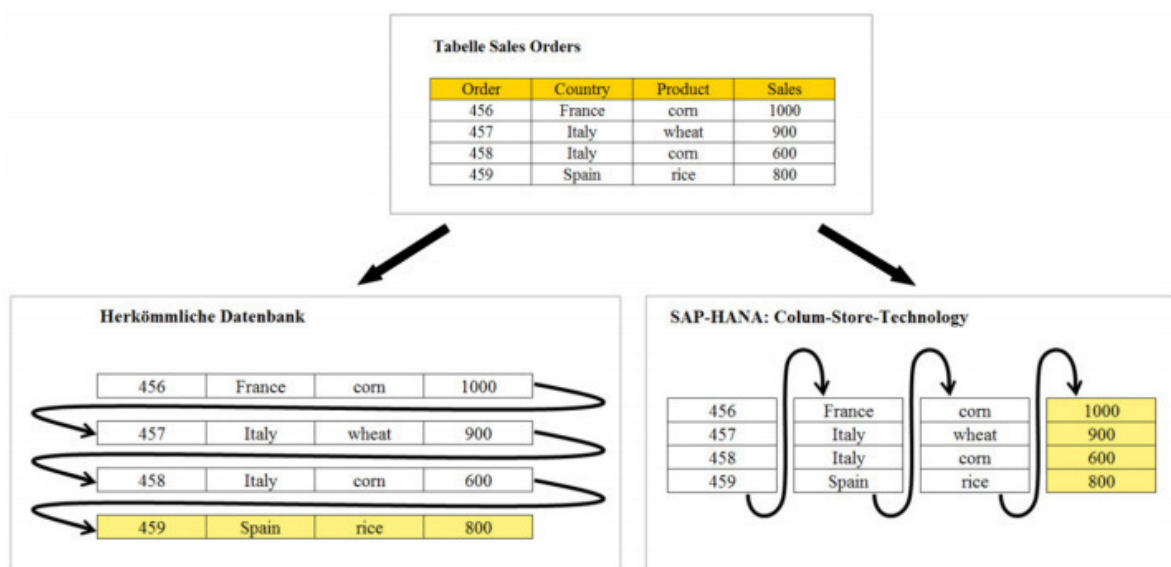 Tabelle Sales Orders
Order Country Product Sales
456 France corn 1000
457 Italy wheat 900
458 Italy corn 600
459 Spain rice 800
Herkömmliche Datenbank
456 France corn 1000
457 Italy wheat 900
458 Italy corn 600
459 Spain rice 800
SAP-HANA: Colum-Store-Technology
456 France corn 1000
457 Italy wheat 900
458 Italy corn 600
459 Spain rice 800